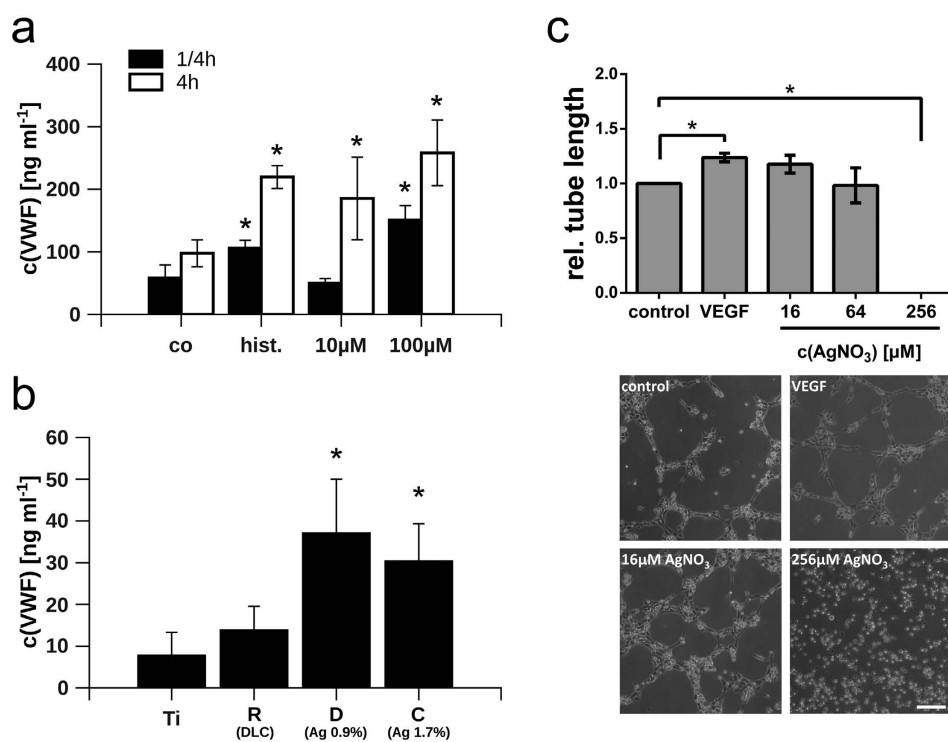 a
1/4h
4h
c(VWF) [ng ml⁻¹]
400
300
200
100
0
* * * * *
co hist. 10µM 100µM
b
c(VWF) [ng ml⁻¹]
60
50
40
30
20
10
0
* *
Ti R D C
(DLC) (Ag 0.9%) (Ag 1.7%)
c
rel. tube length
2.0
1.5
1.0
0.5
0.0
*
*
control VEGF 16 64 256
c(AgNO₃) [µM]
control
VEGF
16µM AgNO₃
256µM AgNO₃